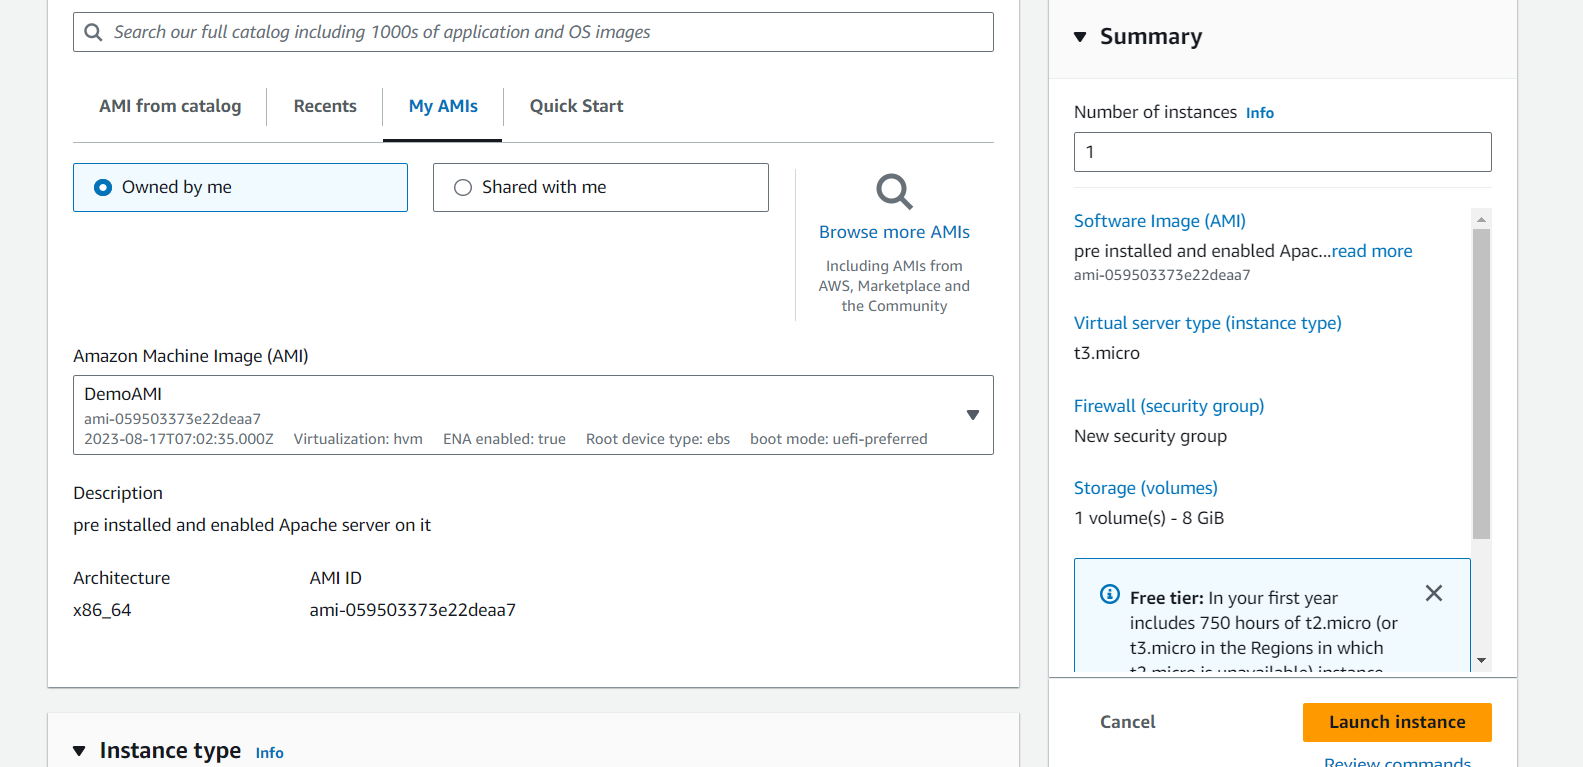 Search our full catalog including 1000s of application and OS images
AMI from catalog
Recents
My AMIs
Quick Start
Owned by me
Shared with me
Browse more AMIs
Including AMIs from
AWS, Marketplace and
the Community
Amazon Machine Image (AMI)
DemoAMI
ami-059503373e22deaa7
2023-08-17T07:02:35.000Z Virtualization: hvm ENA enabled: true Root device type: ebs boot mode: uefi-preferred
Description
pre installed and enabled Apache server on it
Architecture AMI ID
x86_64 ami-059503373e22deaa7
Instance type Info
Summary
Number of instances Info
1
Software Image (AMI)
pre installed and enabled Apac...read more
ami-059503373e22deaa7
Virtual server type (instance type)
t3.micro
Firewall (security group)
New security group
Storage (volumes)
1 volume(s) - 8 GiB
Free tier: In your first year
includes 750 hours of t2.micro (or
t3.micro in the Regions in which
t2.micro is unavailable) instance
Cancel
Launch instance
Review commands